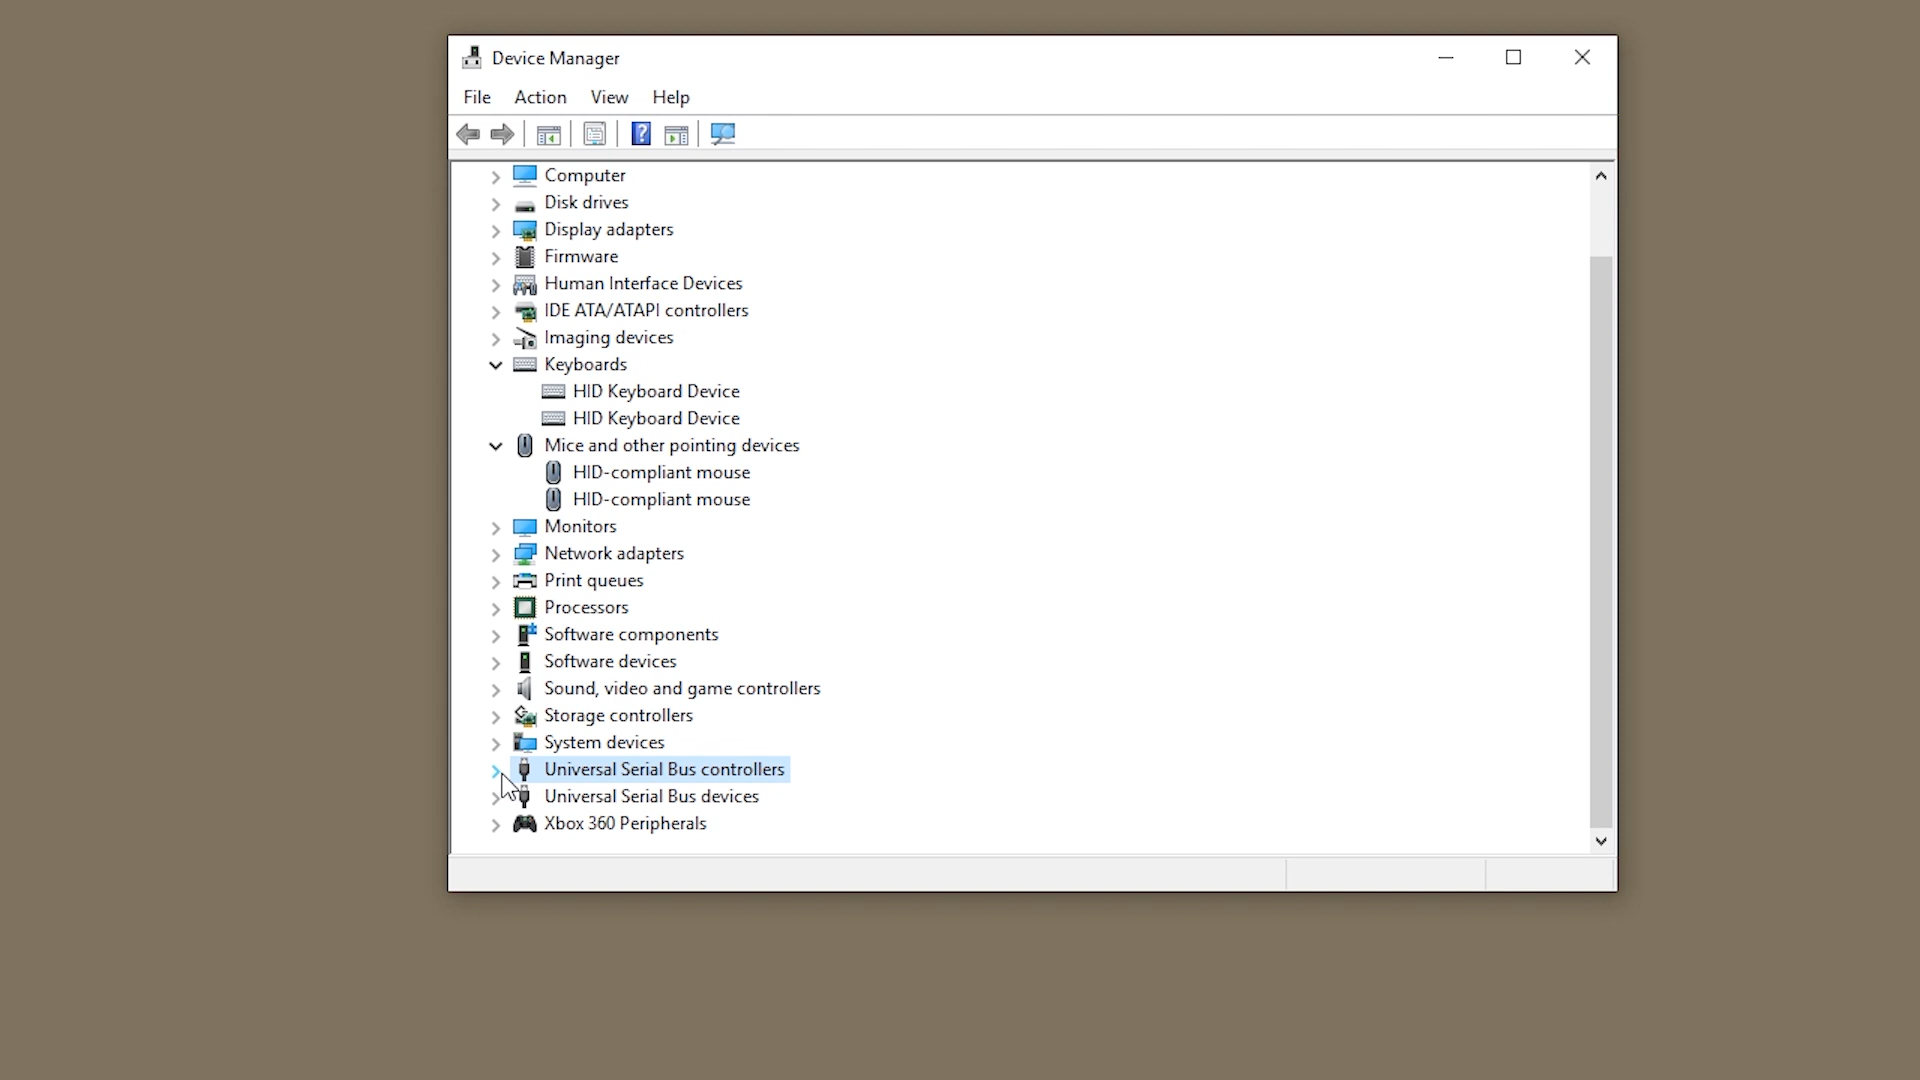 Device Manager
File Action View Help
Computer
Disk drives
Display adapters
Firmware
Human Interface Devices
IDE ATA/ATAPI controllers
Imaging devices
Keyboards
HID Keyboard Device
HID Keyboard Device
Mice and other pointing devices
HID-compliant mouse
HID-compliant mouse
Monitors
Network adapters
Print queues
Processors
Software components
Software devices
Sound, video and game controllers
Storage controllers
System devices
Universal Serial Bus controllers
Universal Serial Bus devices
Xbox 360 Peripherals